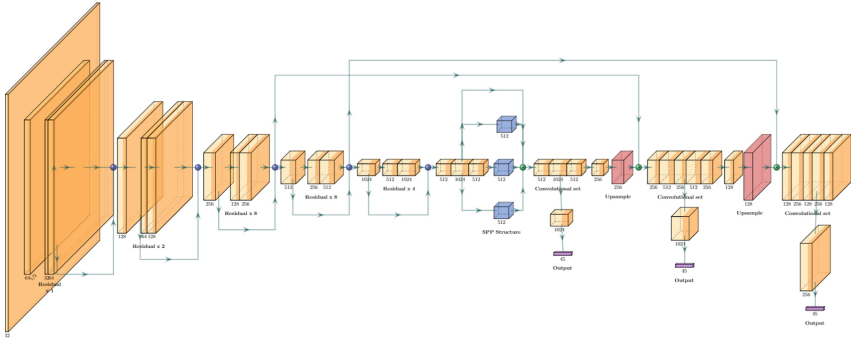 32
64
32 64
Residual
x 1
128
64 128
Residual x 2
256
128 256
Residual x 8
512
256 512
Residual x 8
1024
512 1024
Residual x 4
512 1024 512
512
512
512
SPP Structure
512 1024 512
Convolutional set
1024
45
Output
256
256
Upsample
256 512 256 512 256
Convolutional set
1024
45
Output
128
128
Upsample
128 256 128 256 128
Convolutional set
256
45
Output